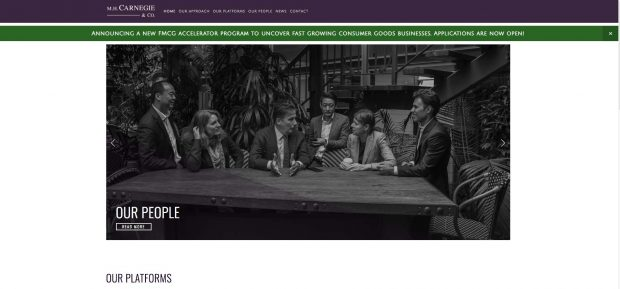 M.H. CARNEGIE
& CO.
HOME OUR APPROACH OUR PLATFORMS OUR PEOPLE NEWS CONTACT
ANNOUNCING A NEW FMCG ACCELERATOR PROGRAM TO UNCOVER FAST GROWING CONSUMER GOODS BUSINESSES. APPLICATIONS ARE NOW OPEN!
OUR PEOPLE
READ MORE
OUR PLATFORMS